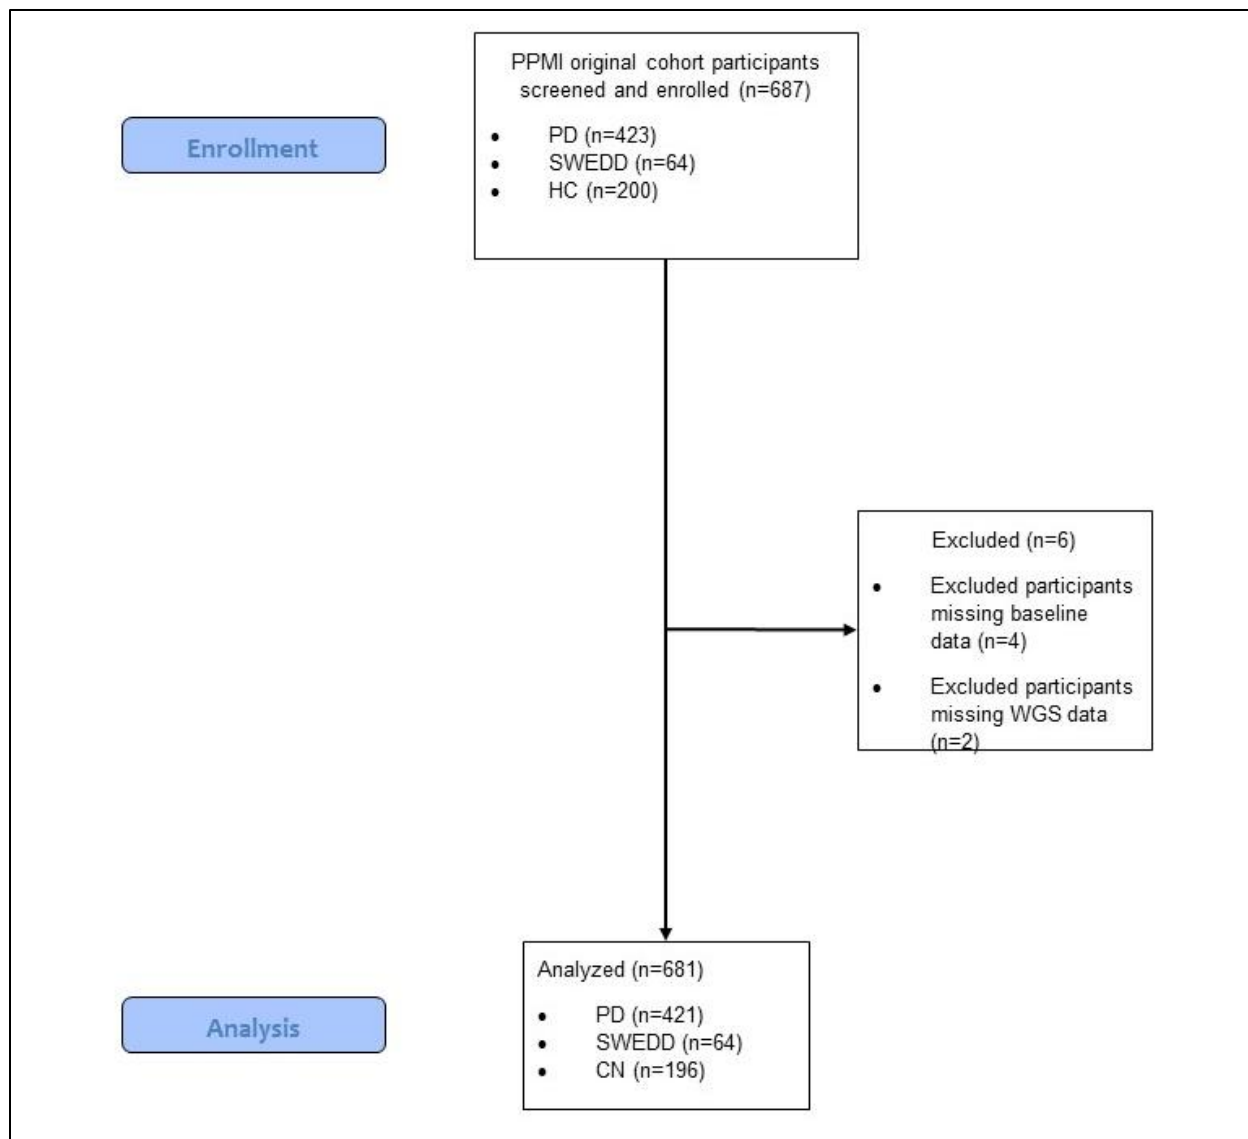 PPMI original cohort participants
screened and enrolled (n=687)
Enrollment
• PD (n=423)
• SWEDD (n=64)
• HC (n=200)
Excluded (n=6)
• Excluded participants
missing baseline
data (n=4)
• Excluded participants
missing WGS data
(n=2)
Analyzed (n=681)
Analysis
• PD (n=421)
• SWEDD (n=64)
• CN (n=196)